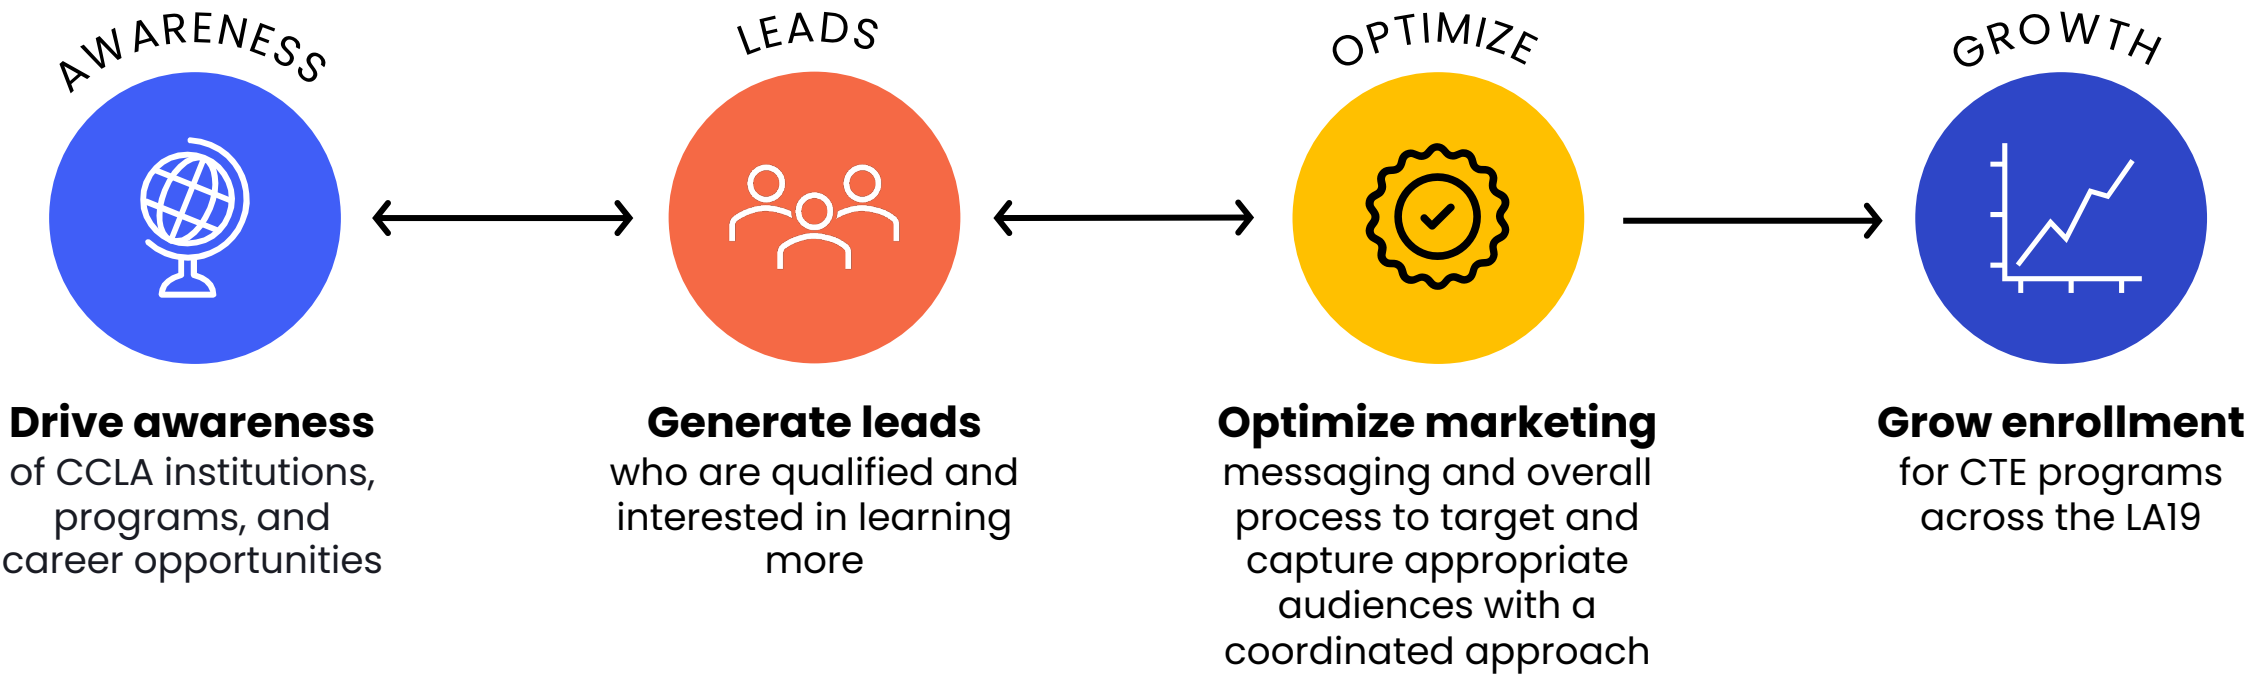 AWARENESS
LEADS
OPTIMIZE
GROWTH
Drive awareness
of CCLA institutions,
programs, and
career opportunities
Generate leads
who are qualified and
interested in learning
more
Optimize marketing
messaging and overall
process to target and
capture appropriate
audiences with a
coordinated approach
Grow enrollment
for CTE programs
across the LA19